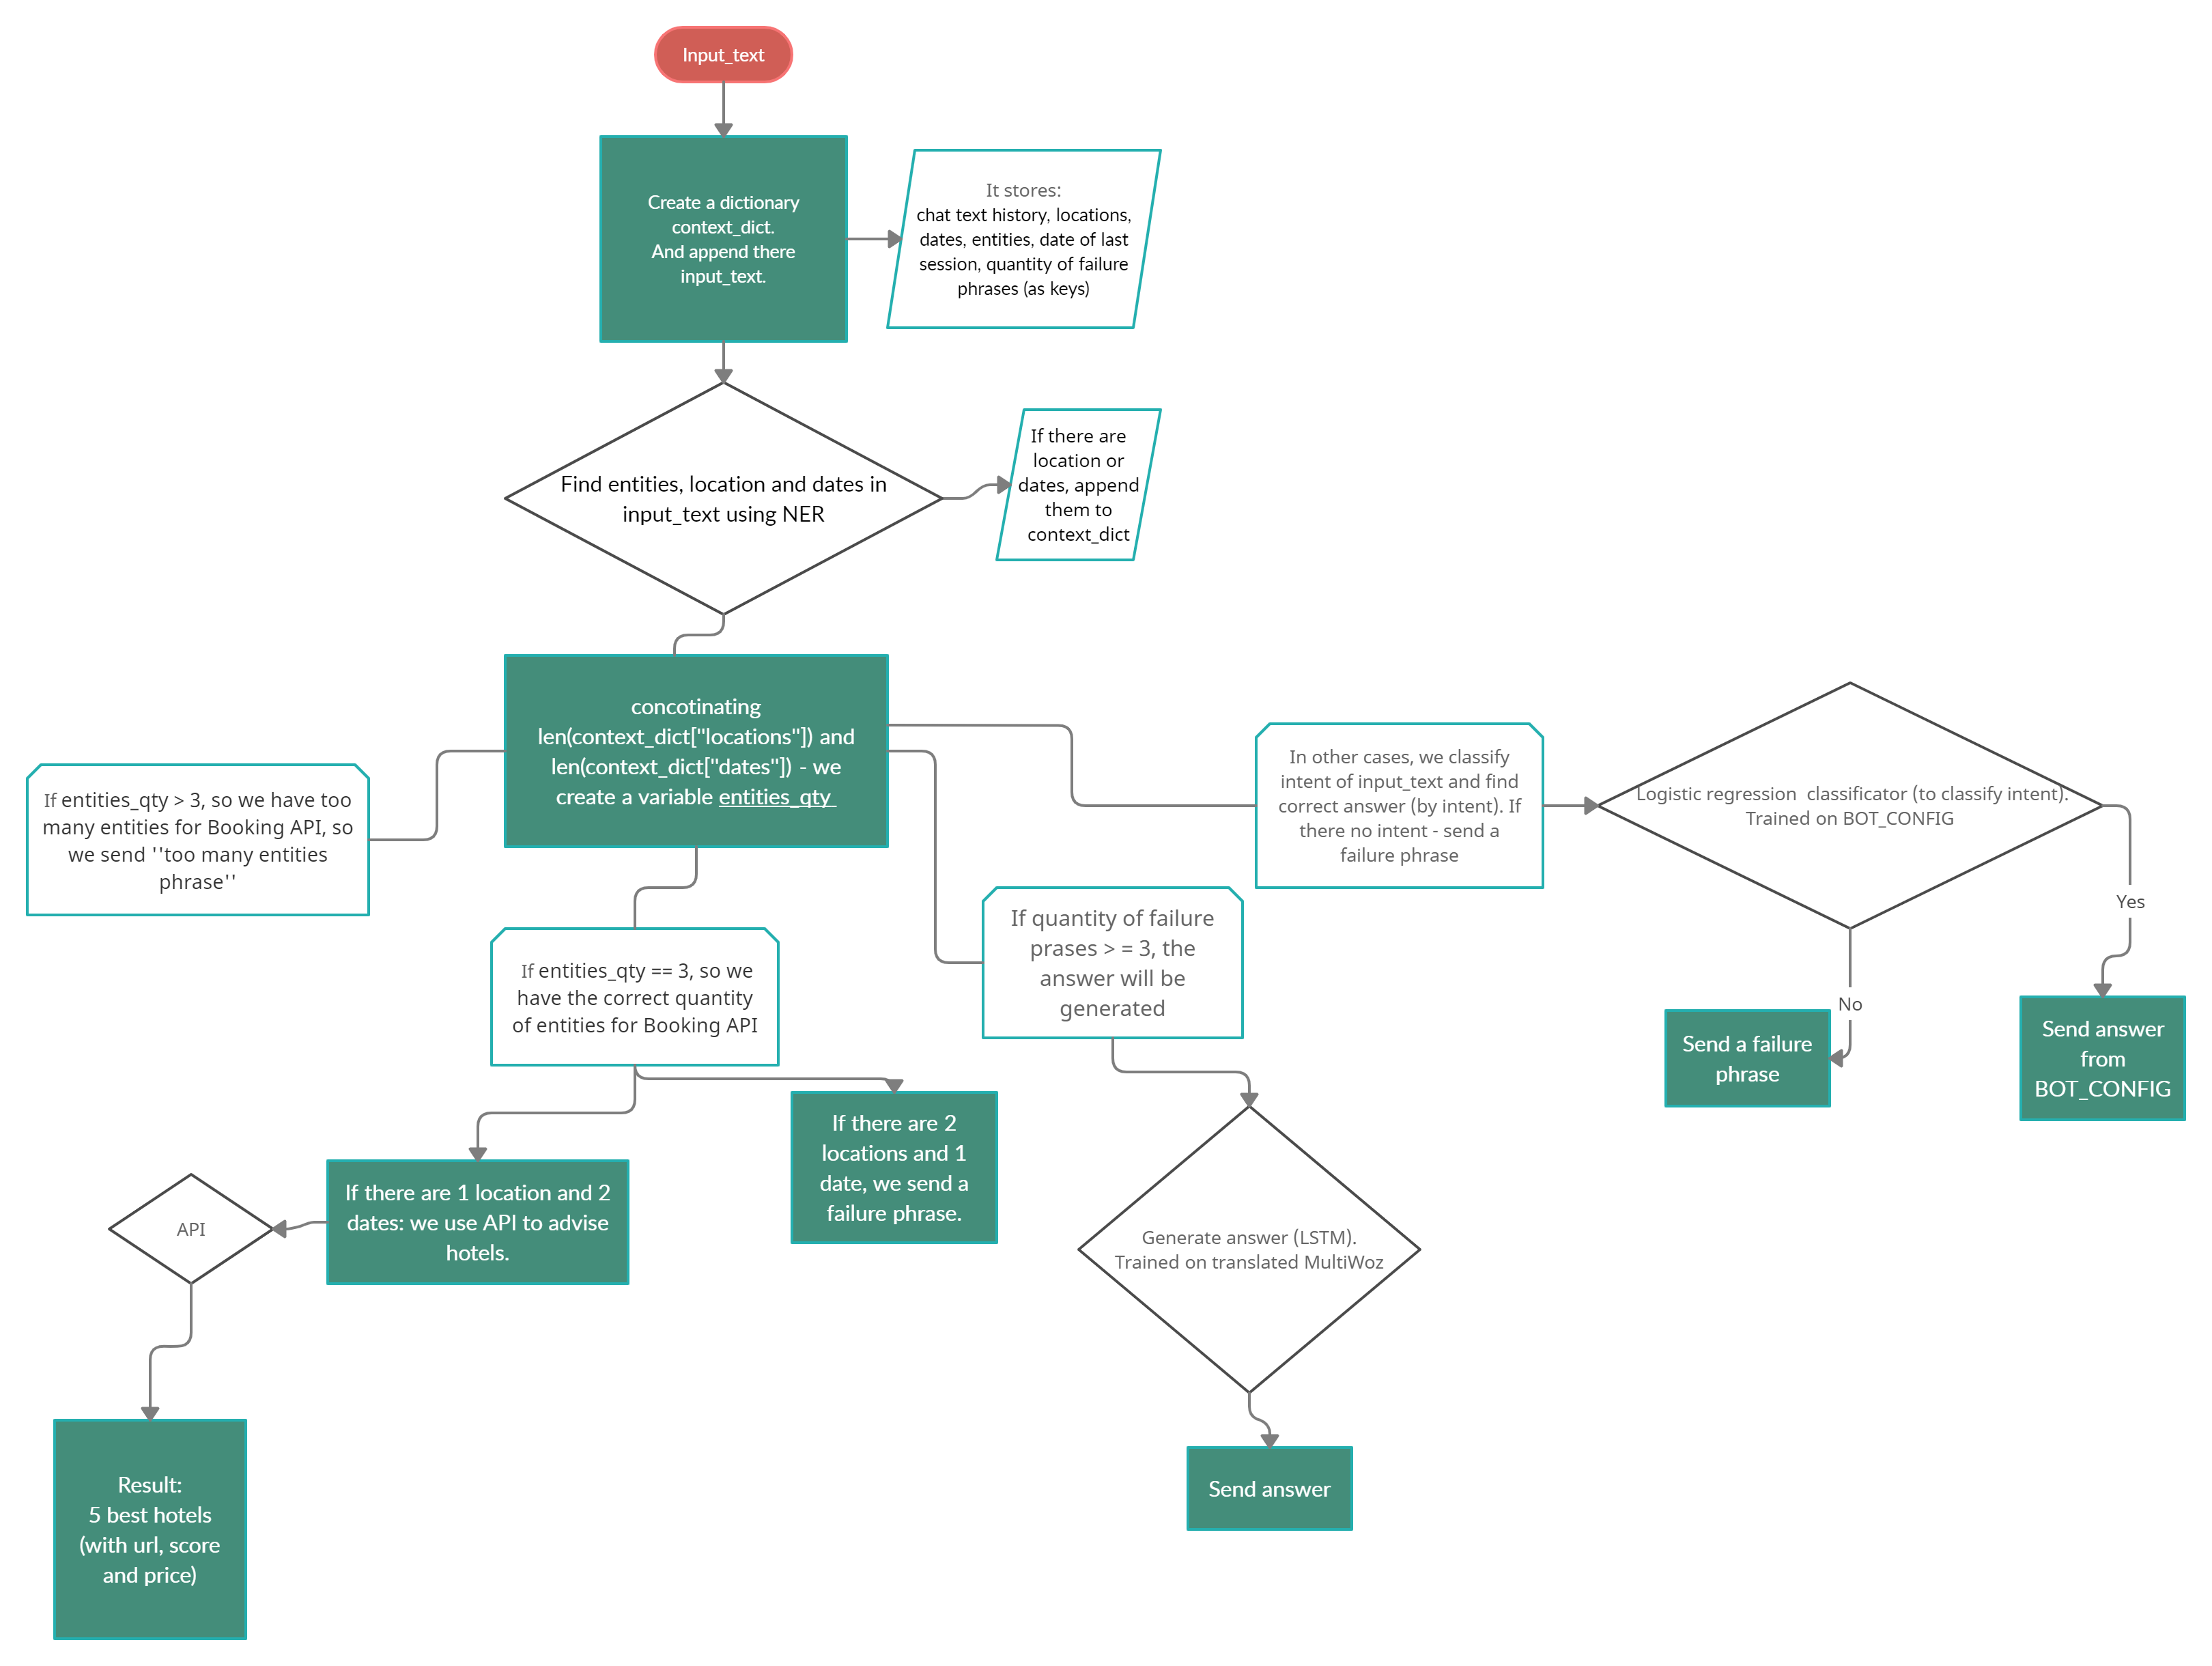 Input_text
Create a dictionary
context_dict.
And append there
input_text.
It stores:
chat text history, locations,
dates, entities, date of last
session, quantity of failure
phrases (as keys)
Find entities, location and dates in
input_text using NER
If there are
location or
dates, append
them to
context_dict
concotinating
len(context_dict["locations"]) and
len(context_dict["dates"]) - we
create a variable entities_qty
If entities_qty > 3, so we have too
many entities for Booking API, so
we send ''too many entities
phrase''
In other cases, we classify
intent of input_text and find
correct answer (by intent). If
there no intent - send a
failure phrase
Logistic regression  classificator (to classify intent).
Trained on BOT_CONFIG
Yes
No
Send a failure
phrase
Send answer
from
BOT_CONFIG
If quantity of failure
prases > = 3, the
answer will be
generated
If entities_qty == 3, so we
have the correct quantity
of entities for Booking API
If there are 2
locations and 1
date, we send a
failure phrase.
If there are 1 location and 2
dates: we use API to advise
hotels.
API
Generate answer (LSTM).
Trained on translated MultiWoz
Result:
5 best hotels
(with url, score
and price)
Send answer